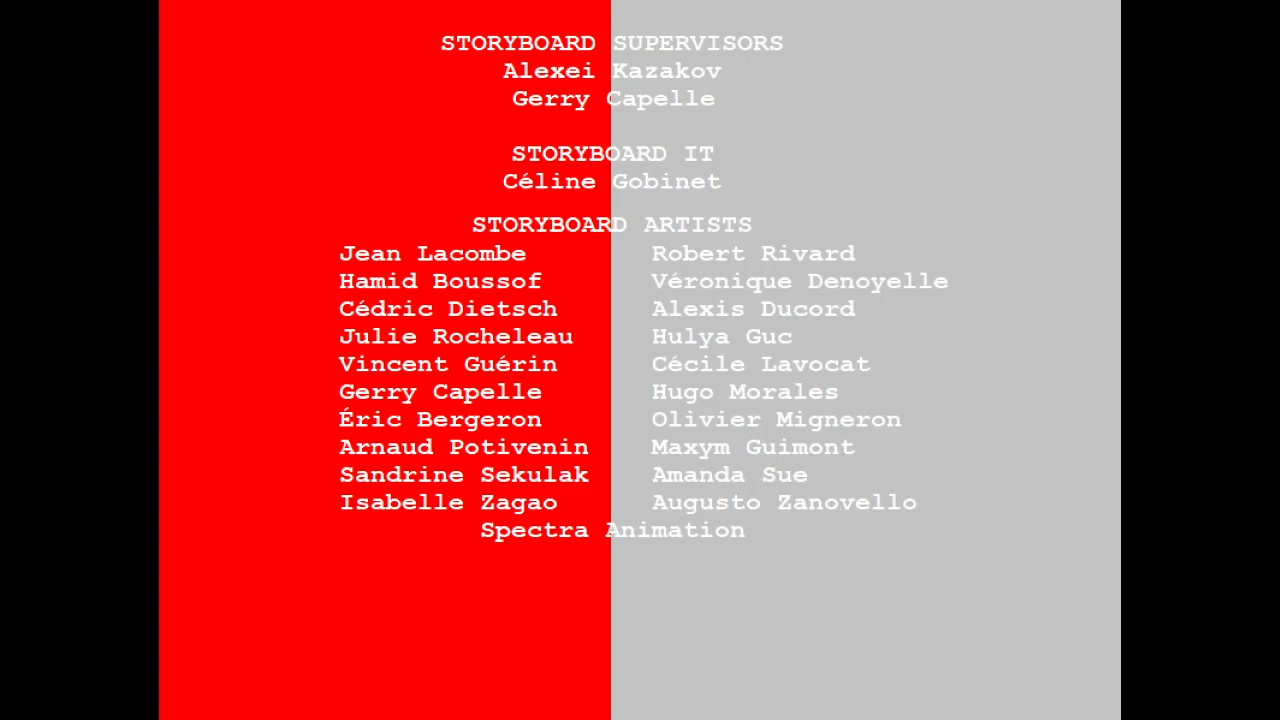 STORYBOARD SUPERVISORS
Alexei Kazakov
Gerry Capelle
STORYBOARD IT
Céline Gobinet
STORYBOARD ARTISTS
Jean Lacombe Robert Rivard
Hamid Boussof Véronique Denoyelle
Cédric Dietsch Alexis Ducord
Julie Rocheleau Hulya Guc
Vincent Guérin Cécile Lavocat
Gerry Capelle Hugo Morales
Éric Bergeron Olivier Migneron
Arnaud Potivenin Maxym Guimont
Sandrine Sekulak Amanda Sue
Isabelle Zagao Augusto Zanovello
Spectra Animation